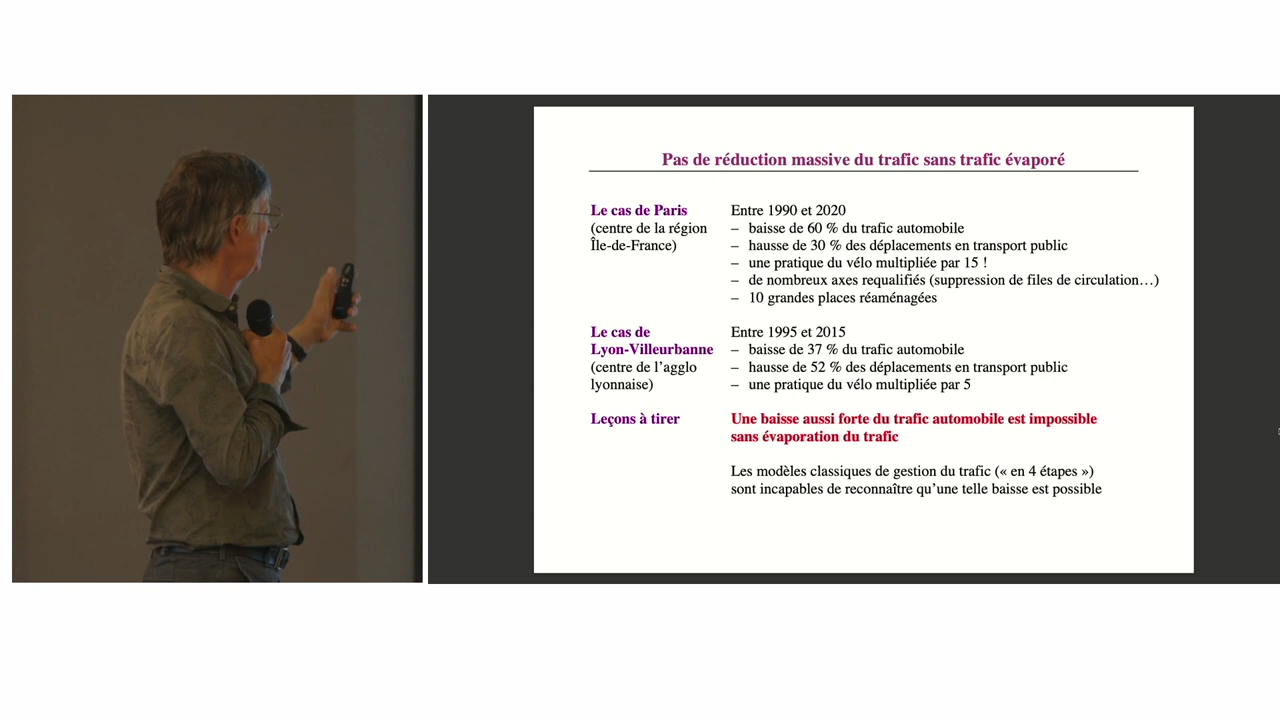 Pas de réduction massive du trafic sans trafic évaporé
Le cas de Paris
(centre de la région
Île-de-France)
Entre 1990 et 2020
– baisse de 60 % du trafic automobile
– hausse de 30 % des déplacements en transport public
– une pratique du vélo multipliée par 15 !
– de nombreux axes requalifiés (suppression de files de circulation…)
– 10 grandes places réaménagées
Le cas de
Lyon-Villeurbanne
(centre de l’agglo
lyonnaise)
Entre 1995 et 2015
– baisse de 37 % du trafic automobile
– hausse de 52 % des déplacements en transport public
– une pratique du vélo multipliée par 5
Leçons à tirer
Une baisse aussi forte du trafic automobile est impossible
sans évaporation du trafic
Les modèles classiques de gestion du trafic (« en 4 étapes »)
sont incapables de reconnaître qu’une telle baisse est possible